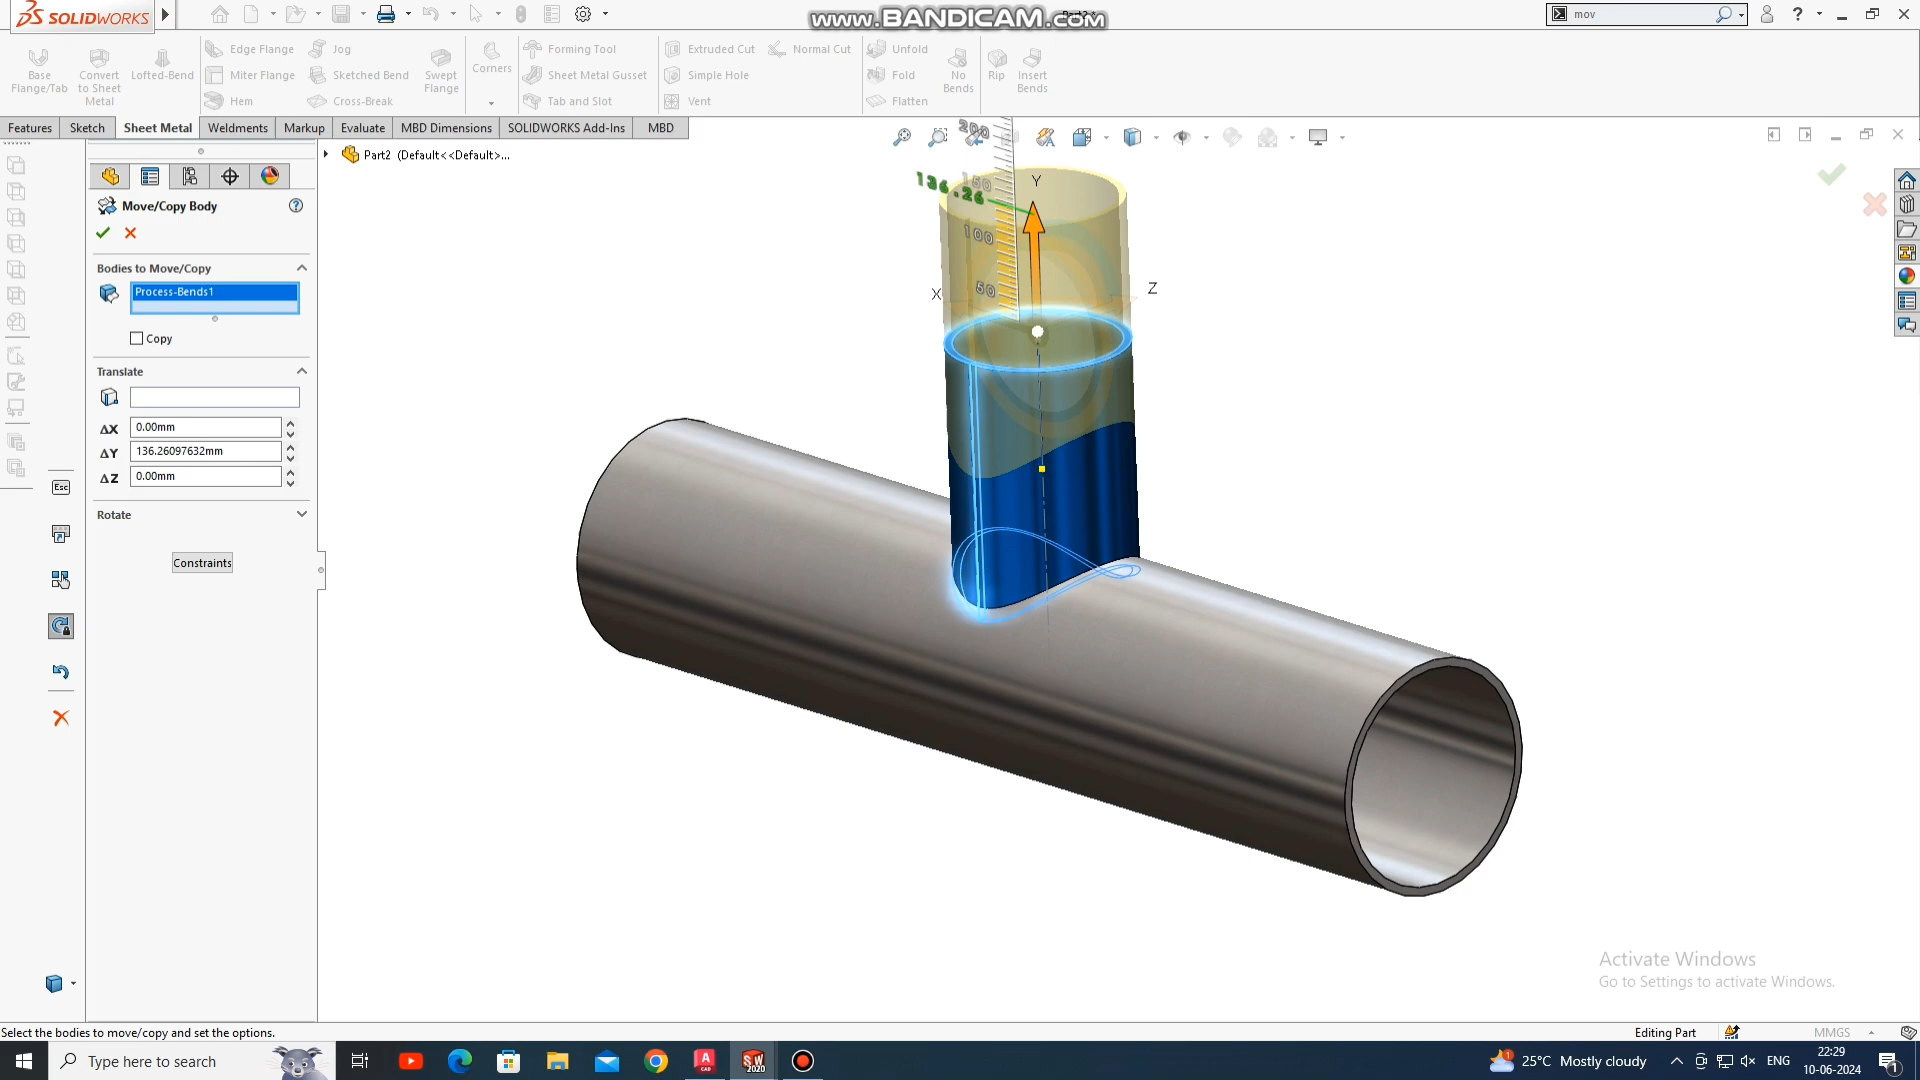 SOLIDWORKS
www.BANDICAM.com
mov
Base Flange/Tab
Convert to Sheet Metal
Lofted-Bend
Edge Flange
Miter Flange
Hem
Jog
Sketched Bend
Cross-Break
Swept Flange
Corners
Forming Tool
Sheet Metal Gusset
Tab and Slot
Extruded Cut
Simple Hole
Vent
Normal Cut
Unfold
Fold
Flatten
No Bends
Rip
Insert Bends
Features
Sketch
Sheet Metal
Weldments
Markup
Evaluate
MBD Dimensions
SOLIDWORKS Add-Ins
MBD
Part2 (Default<<Default>...
Move/Copy Body
Bodies to Move/Copy
Process-Bends1
Copy
Translate
ΔX
0.00mm
ΔY
136.26097632mm
ΔZ
0.00mm
Rotate
Constraints
Esc
200
150
136.26
100
50
Y
X
Z
Activate Windows
Go to Settings to activate Windows.
Select the bodies to move/copy and set the options.
Editing Part
MMGS
Type here to search
25°C Mostly cloudy
ENG
22:29
10-06-2024